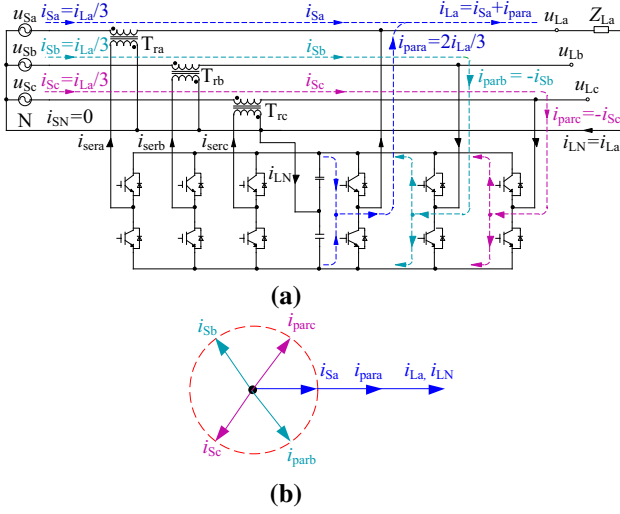 u_Sa i_Sa=i_La/3 i_Sa i_La=i_Sa+i_para u_La Z_La
T_ra i_para=2i_La/3
u_Sb i_Sb=i_La/3 i_Sb u_Lb
T_rb i_parb= -i_Sb
u_Sc i_Sc=i_La/3 i_Sc u_Lc
N i_SN=0 T_rc i_parc=-i_Sc
i_sera i_serb i_serc i_LN i_LN=i_La
(a)
i_Sb i_parc
i_Sa i_para i_La, i_LN
i_Sc i_parb
(b)